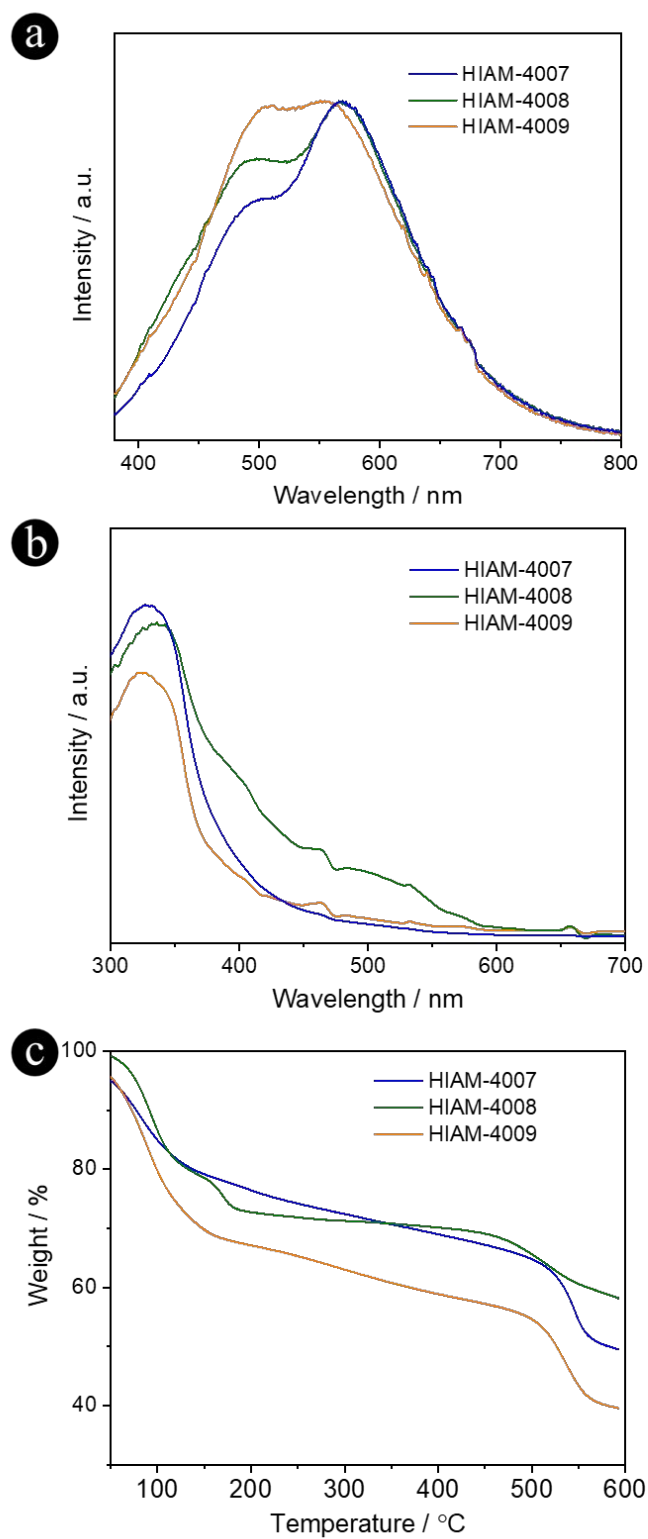 a
HIAM-4007
HIAM-4008
HIAM-4009
Intensity / a.u.
400 500 600 700 800
Wavelength / nm
b
HIAM-4007
HIAM-4008
HIAM-4009
Intensity / a.u.
300 400 500 600 700
Wavelength / nm
c
100
HIAM-4007
HIAM-4008
HIAM-4009
80
Weight / %
60
40
100 200 300 400 500 600
Temperature / °C